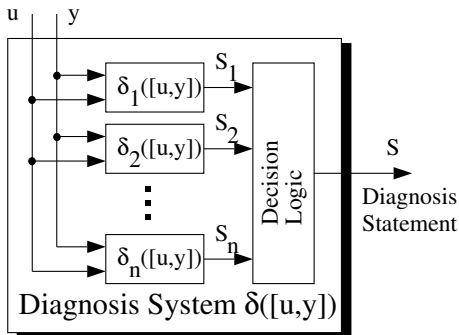 u y
δ1([u,y])
S1
δ2([u,y])
S2
δn([u,y])
Sn
Decision
Logic
S
Diagnosis
Statement
Diagnosis System δ([u,y])